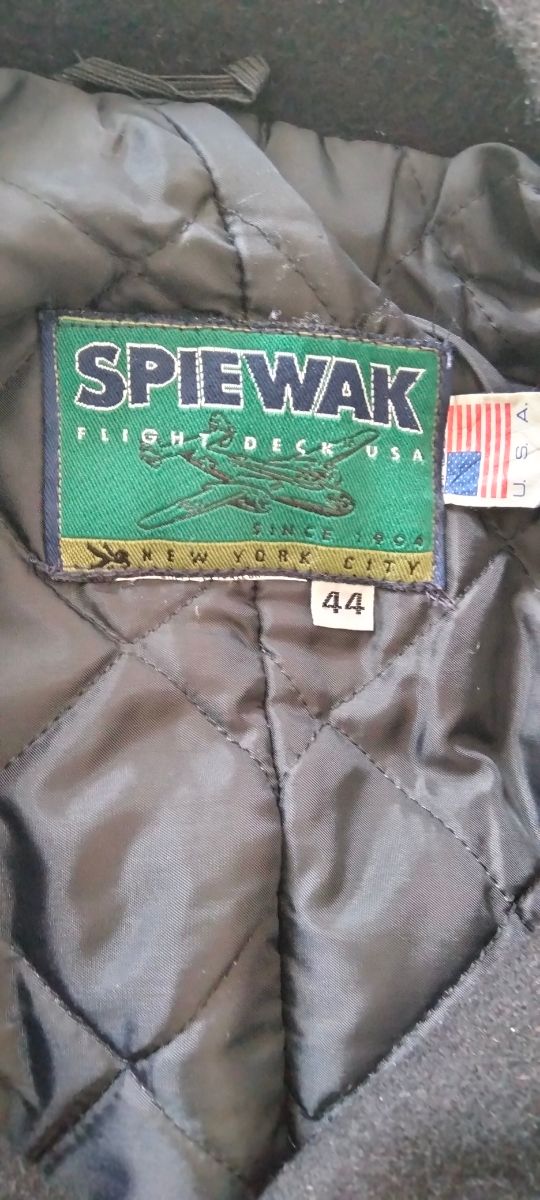 SPIEWAK
FLIGHT DECK USA
SINCE 1904
NEW YORK CITY
U.S.A.
44